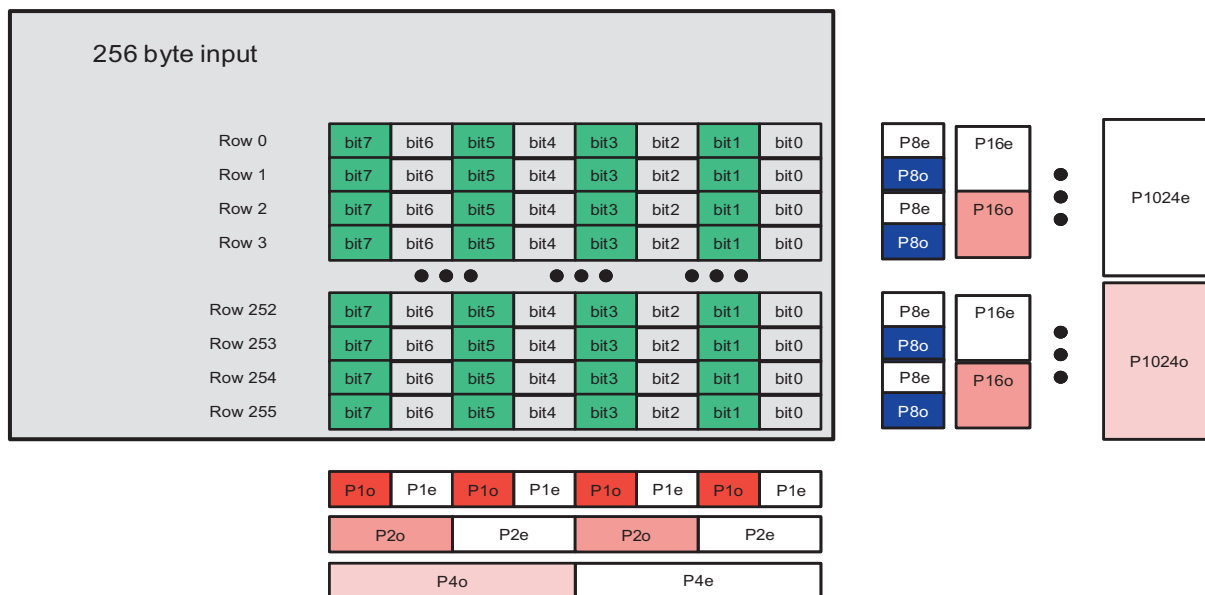 256 byte input
Row 0 bit7 bit6 bit5 bit4 bit3 bit2 bit1 bit0 P8e P16e P1024e
Row 1 bit7 bit6 bit5 bit4 bit3 bit2 bit1 bit0 P8o
Row 2 bit7 bit6 bit5 bit4 bit3 bit2 bit1 bit0 P8e P16o
Row 3 bit7 bit6 bit5 bit4 bit3 bit2 bit1 bit0 P8o
Row 252 bit7 bit6 bit5 bit4 bit3 bit2 bit1 bit0 P8e P16e P1024o
Row 253 bit7 bit6 bit5 bit4 bit3 bit2 bit1 bit0 P8o
Row 254 bit7 bit6 bit5 bit4 bit3 bit2 bit1 bit0 P8e P16o
Row 255 bit7 bit6 bit5 bit4 bit3 bit2 bit1 bit0 P8o
P1o P1e P1o P1e P1o P1e P1o P1e
P2o P2e P2o P2e
P4o P4e